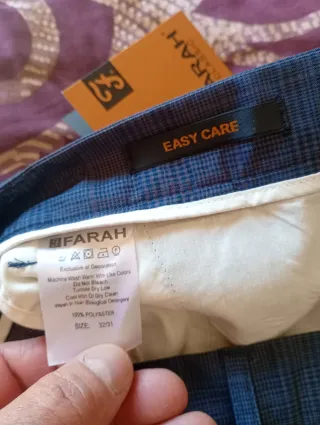 FARAH
EASY CARE
FARAH
Exclusive of Decoration
Machine Wash Warm With Like Colors
Do Not Bleach
Tumble Dry Low
Cool Iron Or Dry Clean
Wash In Non Biological Detergent
100% POLYESTER
SIZE: 32/31